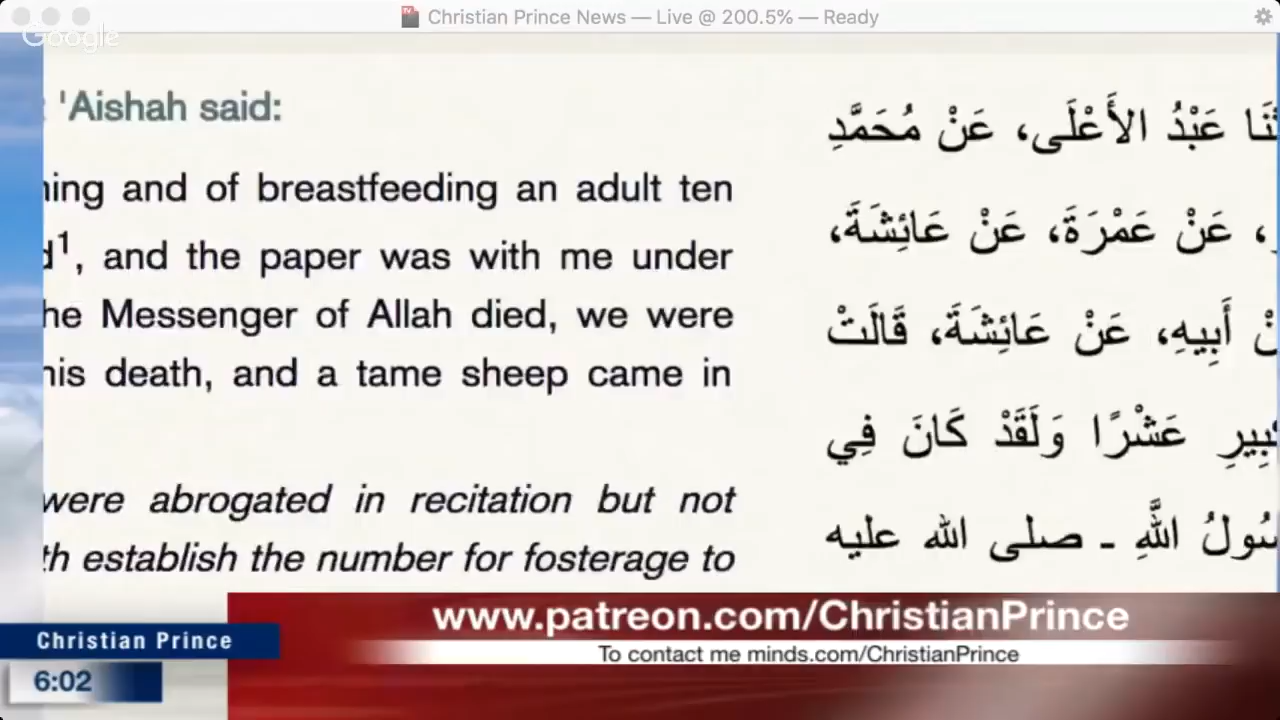 Christian Prince News — Live @ 200.5% — Ready
Google
'Aishah said:
ning and of breastfeeding an adult ten
d¹, and the paper was with me under
he Messenger of Allah died, we were
his death, and a tame sheep came in
were abrogated in recitation but not
th establish the number for fosterage to
ثَنَا عَبْدُ الأَعْلَى، عَنْ مُحَمَّدِ
، عَنْ عَمْرَةَ، عَنْ عَائِشَةَ،
نْ أَبِيهِ، عَنْ عَائِشَةَ، قَالَتْ
بِيرِ عَشْرًا وَلَقَدْ كَانَ فِي
سُولُ اللَّهِ ـ صلى الله عليه
www.patreon.com/ChristianPrince
To contact me minds.com/ChristianPrince
Christian Prince
6:02